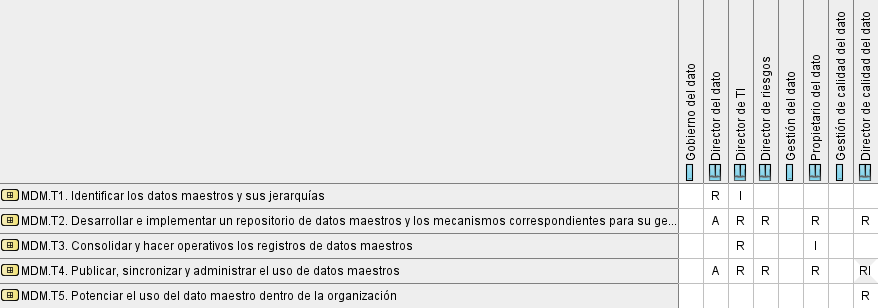 Gobierno del dato
Director del dato
Director de TI
Director de riesgos
Gestión del dato
Propietario del dato
Gestión de calidad del dato
Director de calidad del dato
MDM.T1. Identificar los datos maestros y sus jerarquías R I
MDM.T2. Desarrollar e implementar un repositorio de datos maestros y los mecanismos correspondientes para su ge... A R R R R
MDM.T3. Consolidar y hacer operativos los registros de datos maestros R I
MDM.T4. Publicar, sincronizar y administrar el uso de datos maestros A R R R RI
MDM.T5. Potenciar el uso del dato maestro dentro de la organización R